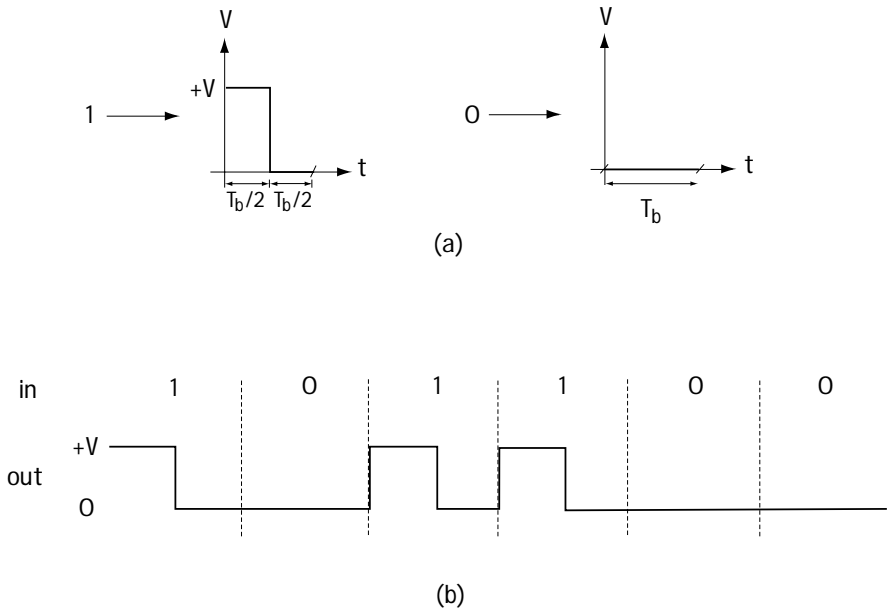 V V
+V
1 0
t t
T_b/2 T_b/2
T_b
(a)
in 1 0 1 1 0 0
+V
out
0
(b)